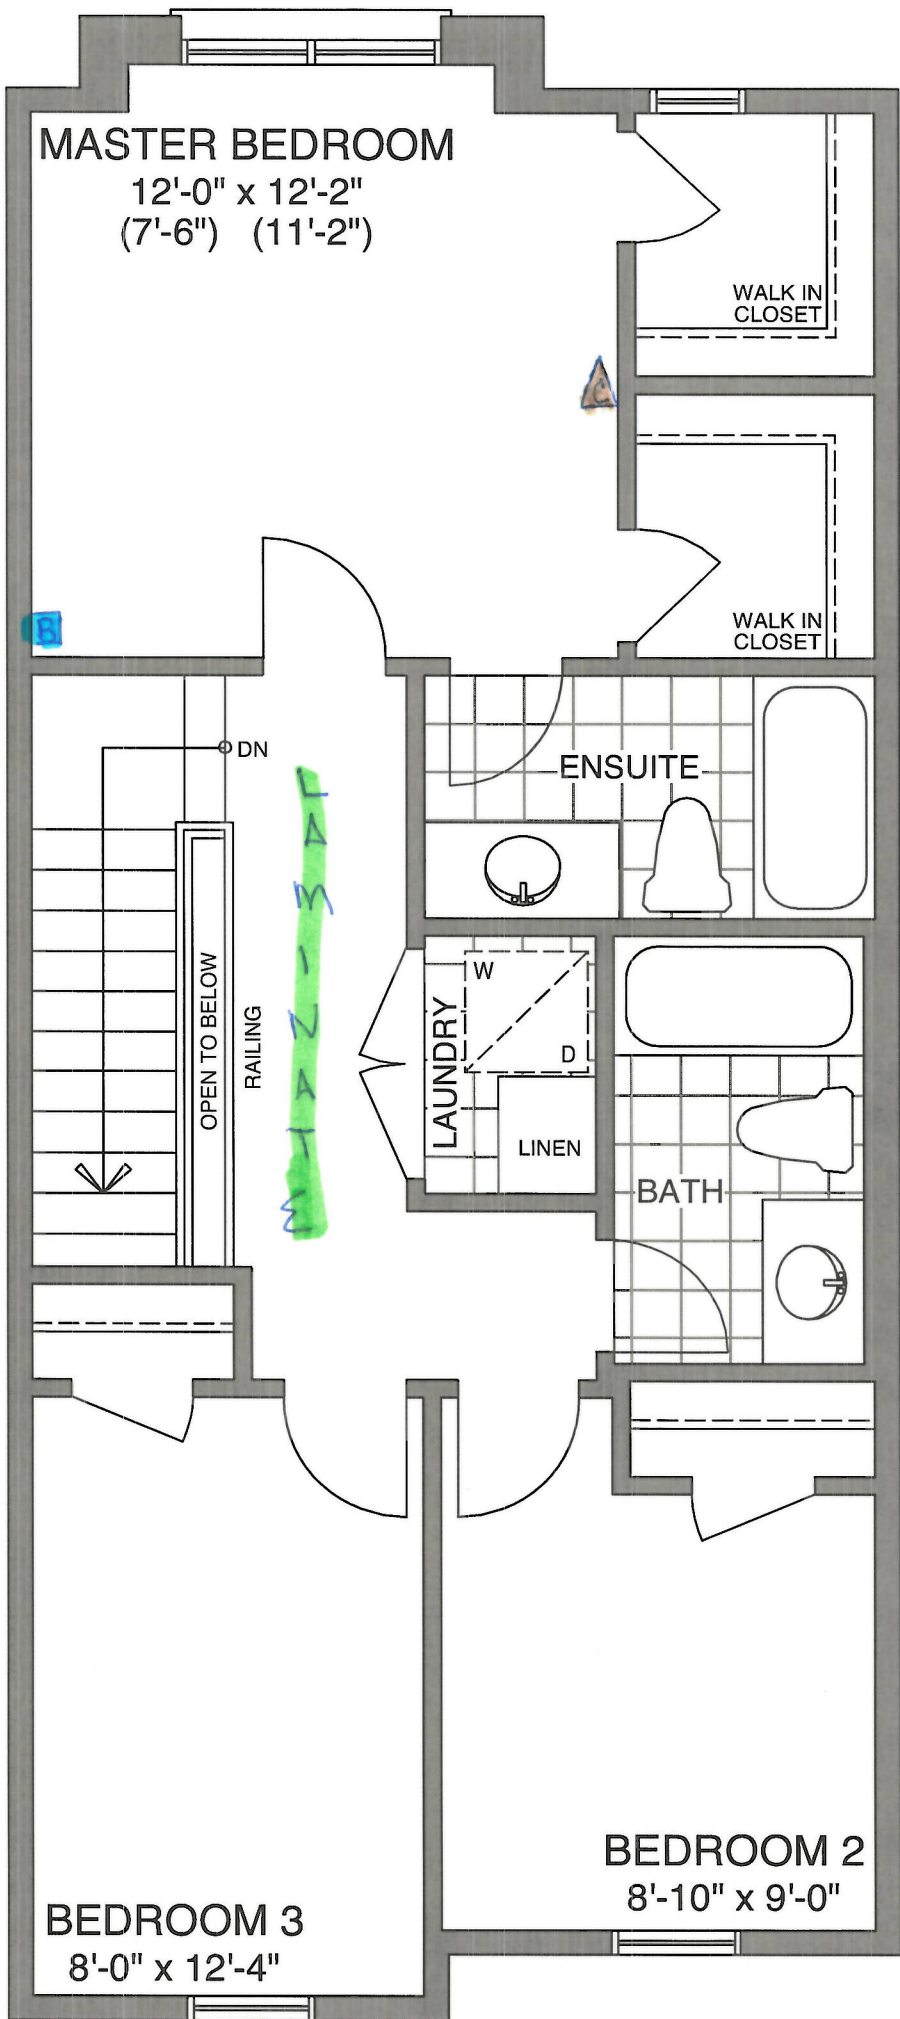 MASTER BEDROOM
12'-0" x 12'-2"
(7'-6") (11'-2")
WALK IN
CLOSET
C
WALK IN
CLOSET
B
DN
ENSUITE
LAMINATE
OPEN TO BELOW
RAILING
W
D
LAUNDRY
LINEN
BATH
BEDROOM 2
8'-10" x 9'-0"
BEDROOM 3
8'-0" x 12'-4"